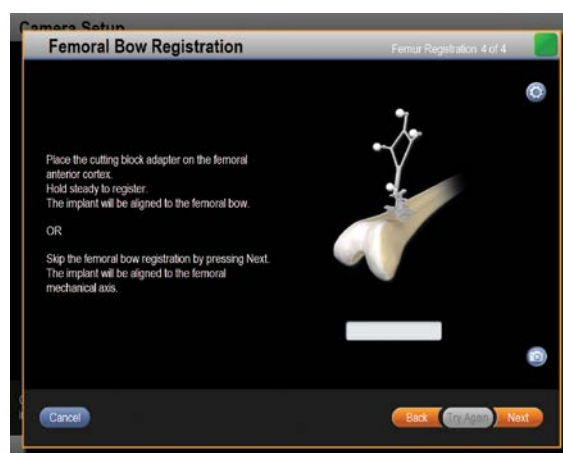 Camera Setup
Femoral Bow Registration
Femur Registration 4 of 4
Place the cutting block adapter on the femoral
anterior cortex.
Hold steady to register.
The implant will be aligned to the femoral bow.
OR
Skip the femoral bow registration by pressing Next.
The implant will be aligned to the femoral
mechanical axis.
Cancel
Back
Try Again
Next